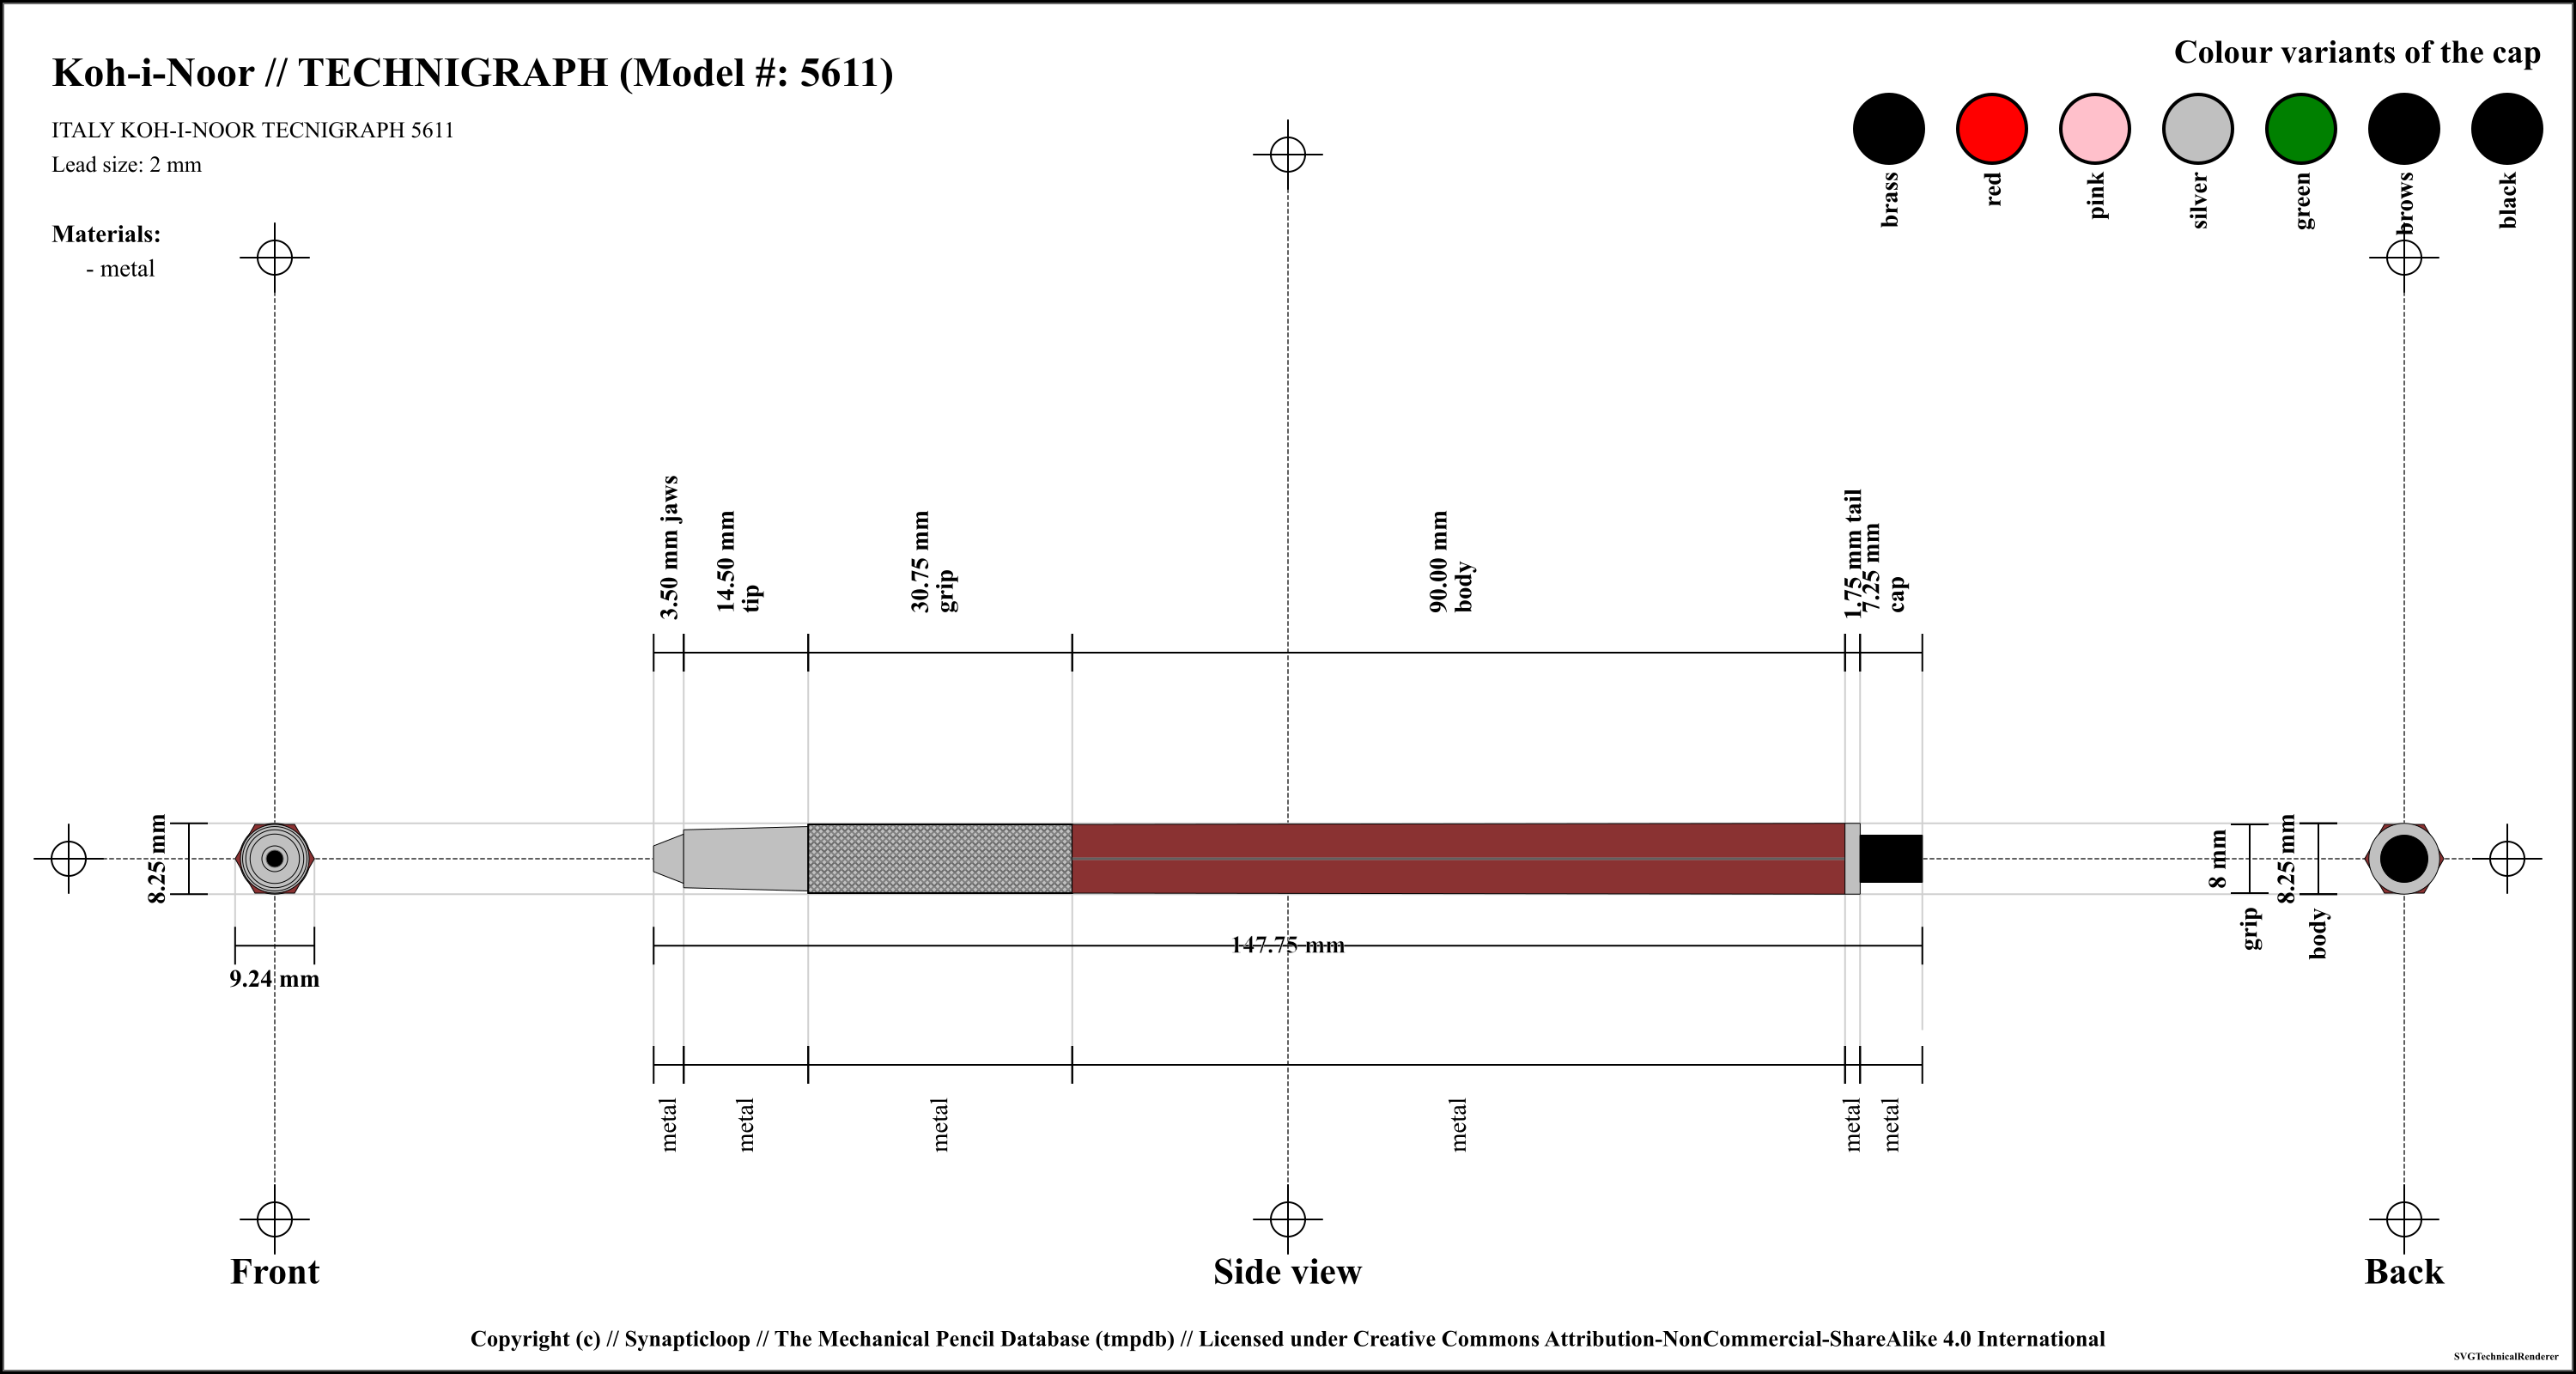 Koh-i-Noor // TECHNIGRAPH (Model #: 5611)
ITALY KOH-I-NOOR TECNIGRAPH 5611
Lead size: 2 mm
Materials:
- metal
Colour variants of the cap
brass
red
pink
silver
green
brows
black
3.50 mm jaws
14.50 mm
tip
30.75 mm
grip
90.00 mm
body
1.75 mm tail
7.25 mm
cap
8.25 mm
9.24 mm
147.75 mm
8 mm
grip
8.25 mm
body
metal
metal
metal
metal
metal
metal
Front
Side view
Back
Copyright (c) // Synapticloop // The Mechanical Pencil Database (tmpdb) // Licensed under Creative Commons Attribution-NonCommercial-ShareAlike 4.0 International
SVGTechnicalRenderer